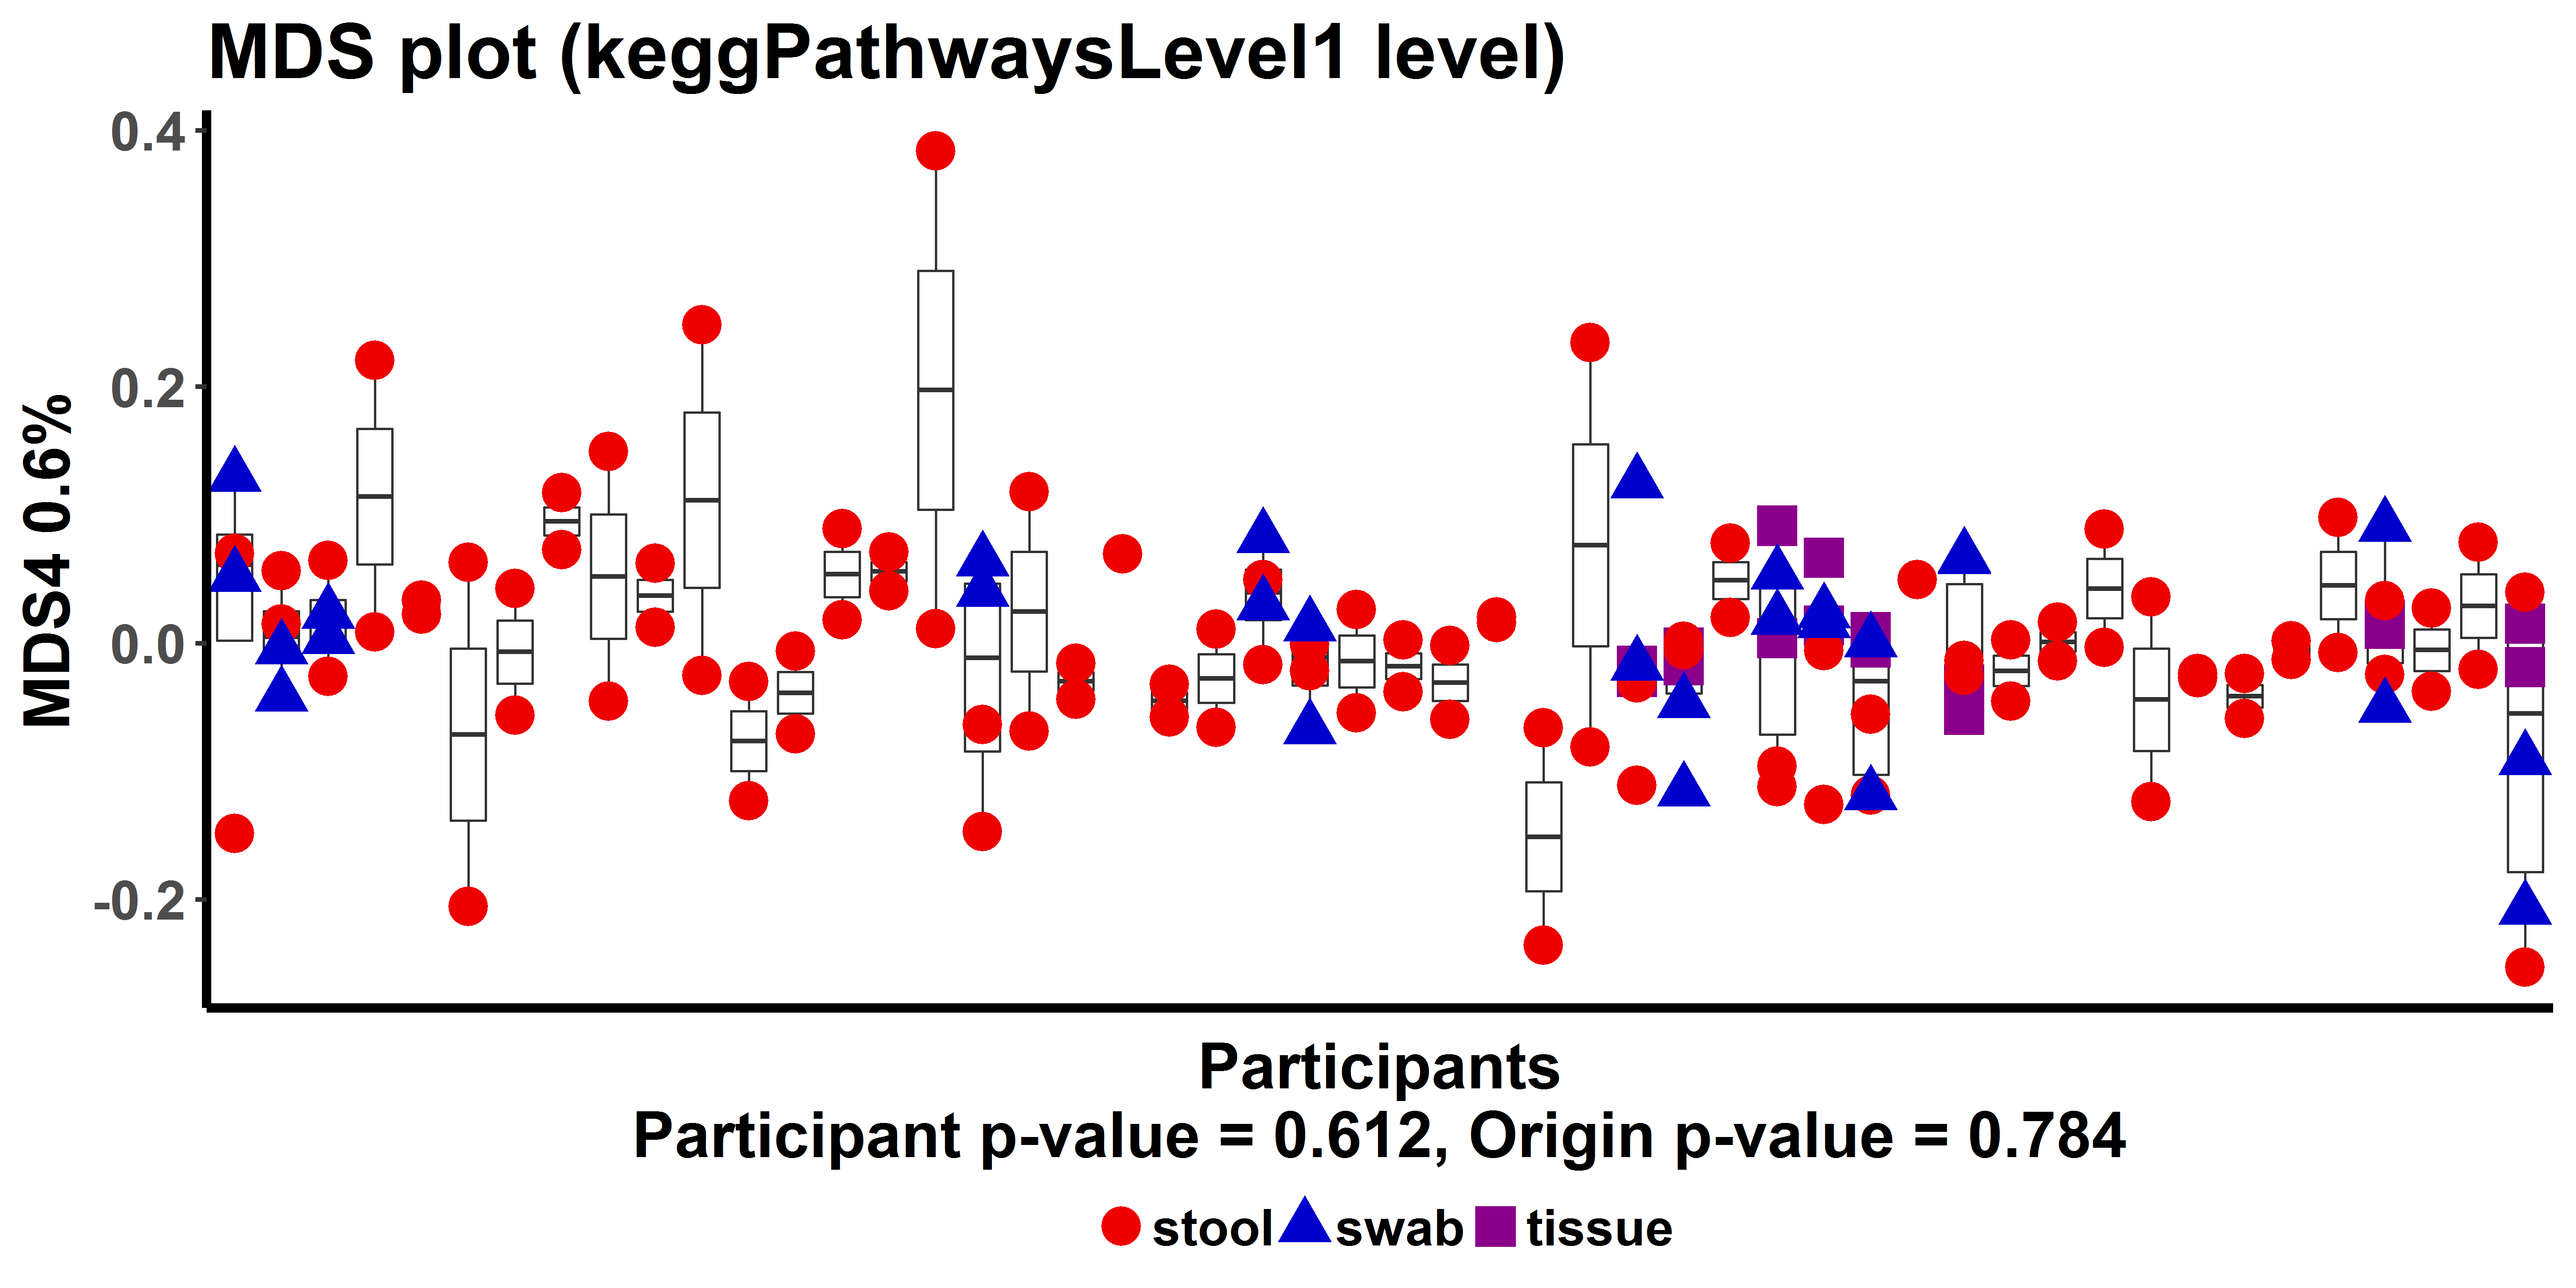 MDS plot (keggPathwaysLevel1 level)
0.4
0.2
0.0
-0.2
MDS4 0.6%
Participants
Participant p-value = 0.612, Origin p-value = 0.784
stool swab tissue